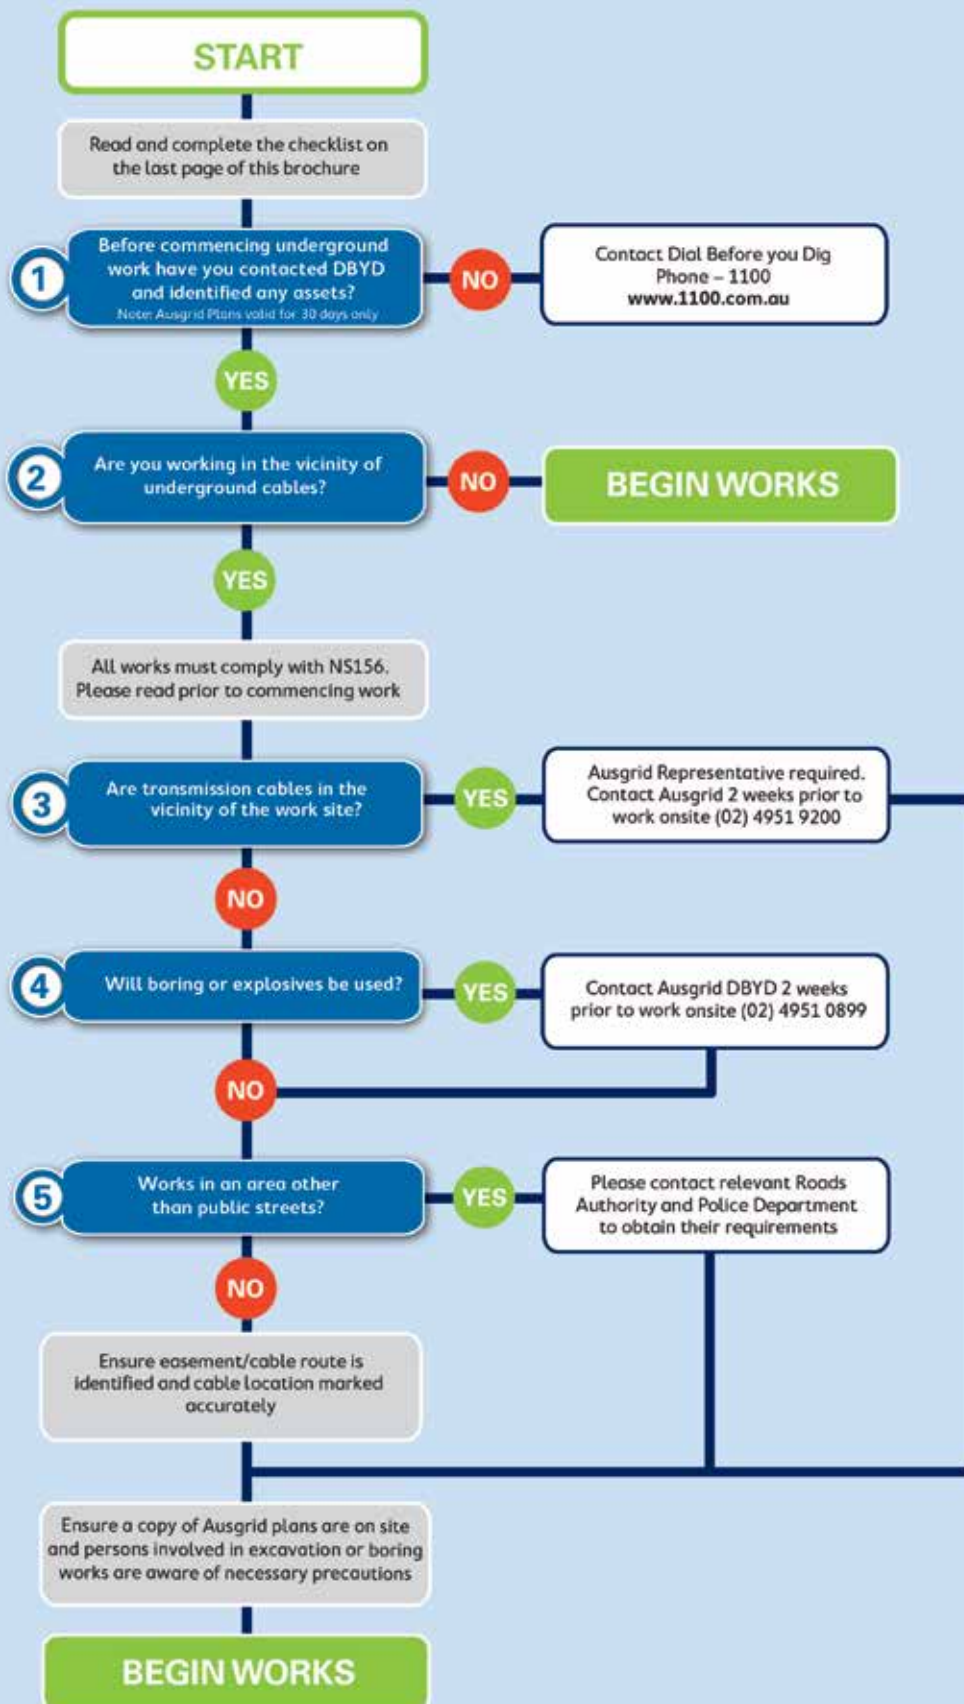 START
Read and complete the checklist on
the last page of this brochure
1
Before commencing underground
work have you contacted DBYD
and identified any assets?
Note: Ausgrid Plans valid for 30 days only
NO
Contact Dial Before you Dig
Phone – 1100
www.1100.com.au
YES
2
Are you working in the vicinity of
underground cables?
NO
BEGIN WORKS
YES
All works must comply with NS156.
Please read prior to commencing work
3
Are transmission cables in the
vicinity of the work site?
YES
Ausgrid Representative required.
Contact Ausgrid 2 weeks prior to
work onsite (02) 4951 9200
NO
4
Will boring or explosives be used?
YES
Contact Ausgrid DBYD 2 weeks
prior to work onsite (02) 4951 0899
NO
5
Works in an area other
than public streets?
YES
Please contact relevant Roads
Authority and Police Department
to obtain their requirements
NO
Ensure easement/cable route is
identified and cable location marked
accurately
Ensure a copy of Ausgrid plans are on site
and persons involved in excavation or boring
works are aware of necessary precautions
BEGIN WORKS